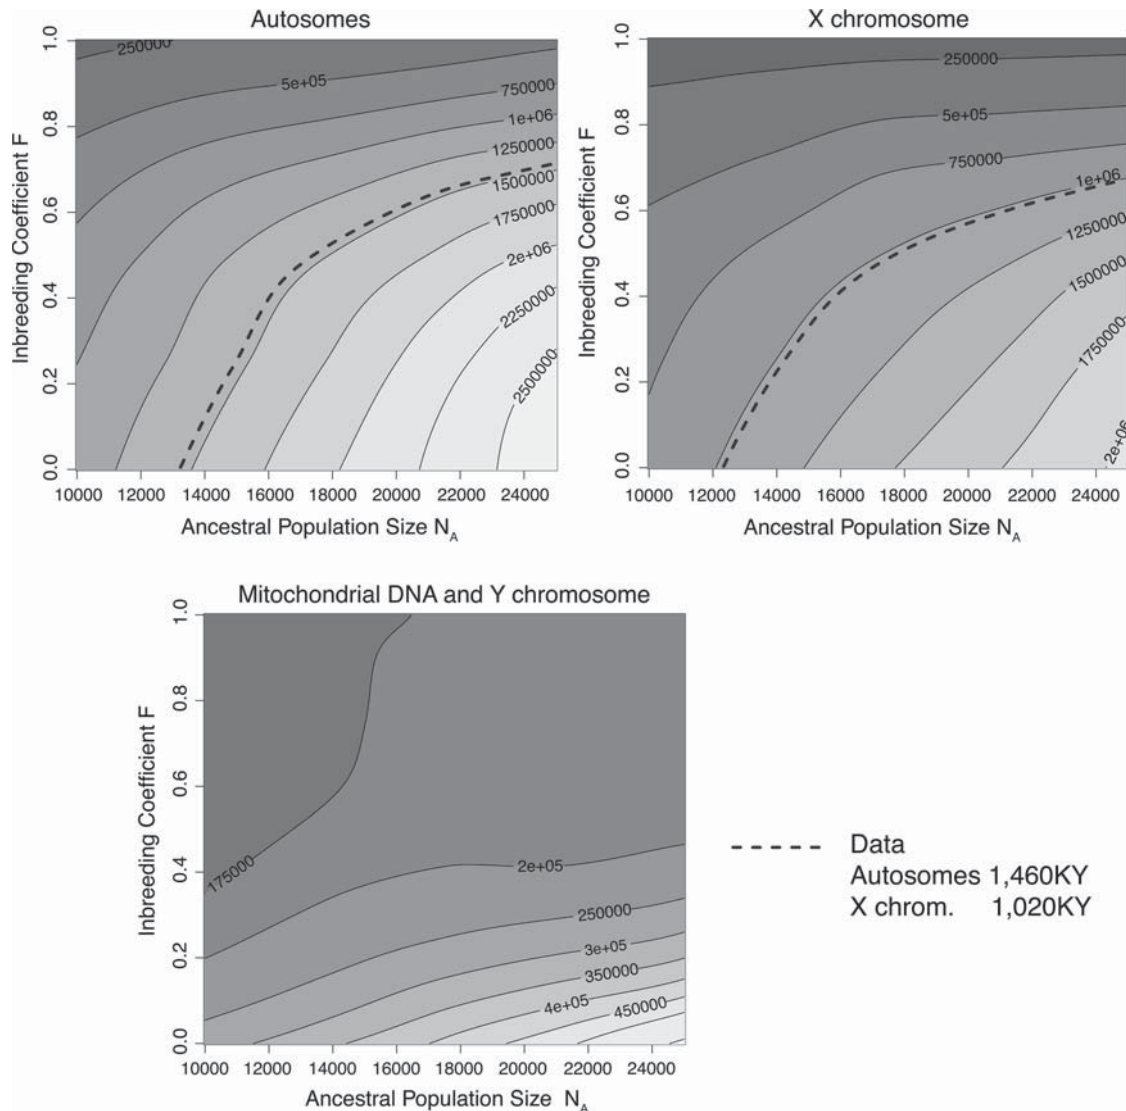 Autosomes
X chromosome
1.0
0.8
0.6
0.4
0.2
0.0
Inbreeding Coefficient F
250000
5e+05
750000
1e+06
1250000
1500000
1750000
2e+06
2250000
2500000
10000 12000 14000 16000 18000 20000 22000 24000
Ancestral Population Size N_A
1.0
0.8
0.6
0.4
0.2
0.0
Inbreeding Coefficient F
250000
5e+05
750000
1e+06
1250000
1500000
1750000
2e+06
10000 12000 14000 16000 18000 20000 22000 24000
Ancestral Population Size N_A
Mitochondrial DNA and Y chromosome
1.0
0.8
0.6
0.4
0.2
0.0
Inbreeding Coefficient F
175000
2e+05
250000
3e+05
350000
4e+05
450000
10000 12000 14000 16000 18000 20000 22000 24000
Ancestral Population Size N_A
Data
Autosomes 1,460KY
X chrom. 1,020KY